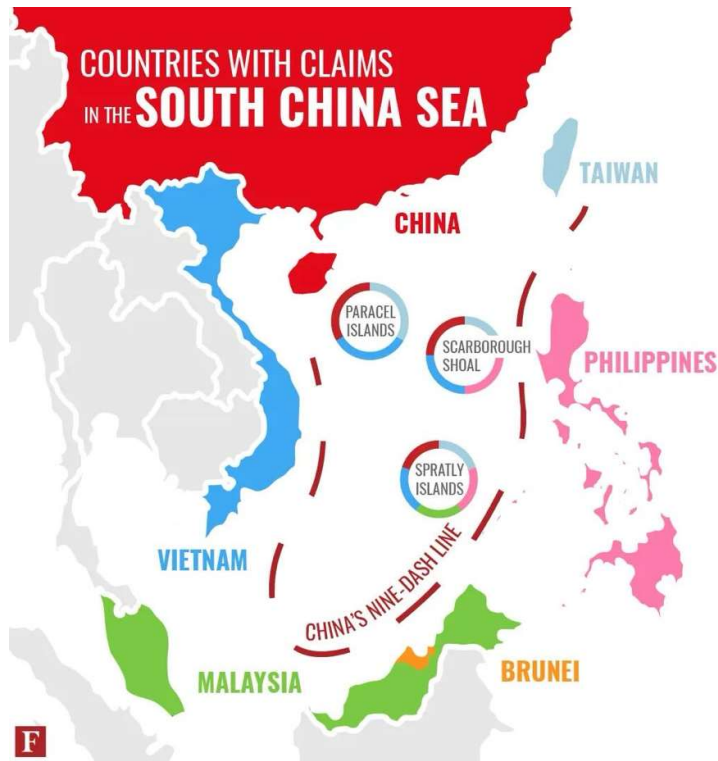 COUNTRIES WITH CLAIMS
IN THE SOUTH CHINA SEA
TAIWAN
CHINA
PARACEL
ISLANDS
SCARBOROUGH
SHOAL
PHILIPPINES
SPRATLY
ISLANDS
VIETNAM
CHINA'S NINE-DASH LINE
MALAYSIA
BRUNEI
F